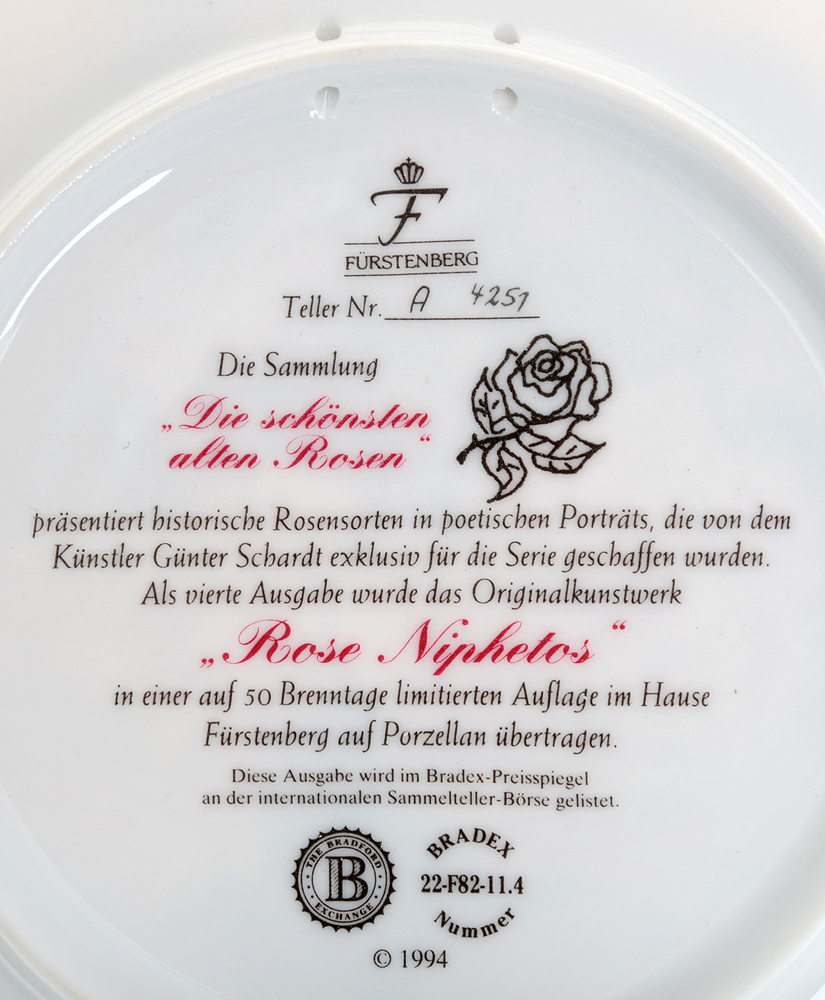 F
FÜRSTENBERG
Teller Nr. A 4251
Die Sammlung
„Die schönsten
alten Rosen“
präsentiert historische Rosensorten in poetischen Porträts, die von dem
Künstler Günter Schardt exklusiv für die Serie geschaffen wurden.
Als vierte Ausgabe wurde das Originalkunstwerk
„Rose Niphetos“
in einer auf 50 Brenntage limitierten Auflage im Hause
Fürstenberg auf Porzellan übertragen.
Diese Ausgabe wird im Bradex-Preisspiegel
an der internationalen Sammelteller-Börse gelistet.
THE BRADFORD
B
EXCHANGE
BRADEX
22-F82-11.4
Nummer
© 1994